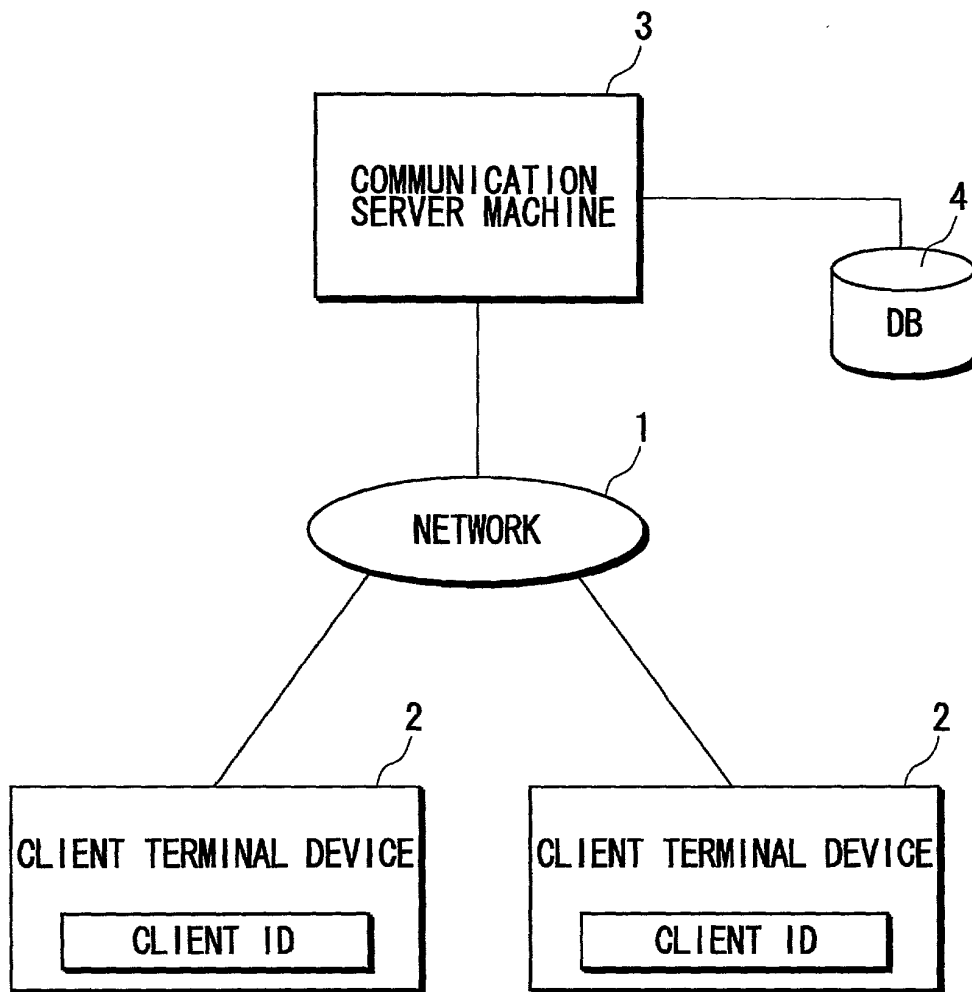 3
COMMUNICATION
SERVER MACHINE
4
DB
1
NETWORK
2
2
CLIENT TERMINAL DEVICE
CLIENT TERMINAL DEVICE
CLIENT ID
CLIENT ID